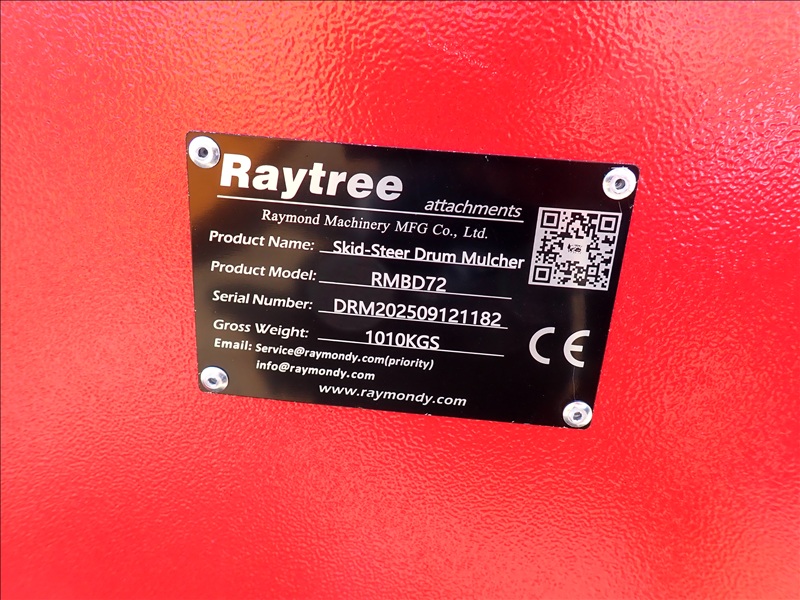 Raytree
attachments
Raymond Machinery MFG Co., Ltd.
Product Name: Skid-Steer Drum Mulcher
Product Model: RMBD72
Serial Number: DRM202509121182
Gross Weight: 1010KGS
Email: Service@raymondy.com(priority)
info@raymondy.com
www.raymondy.com
CE